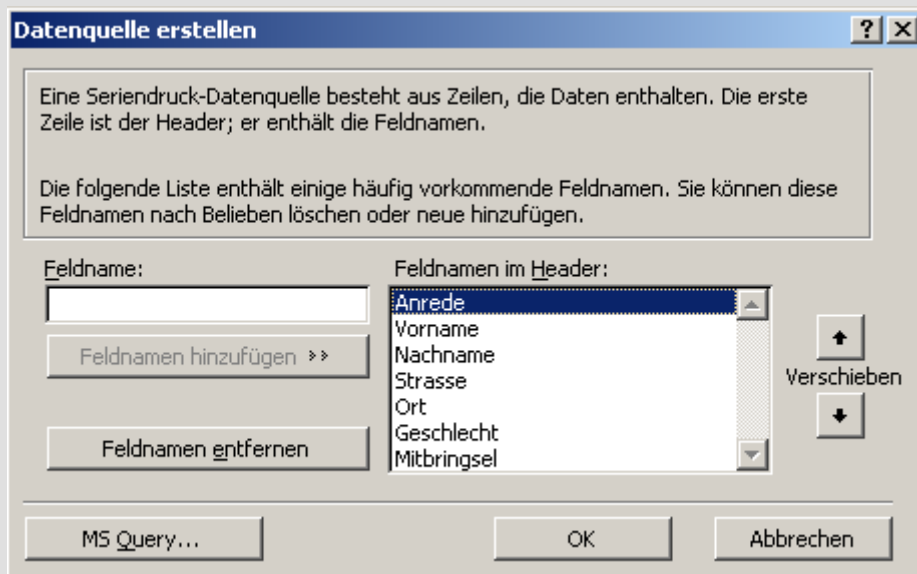 Datenquelle erstellen
Eine Seriendruck-Datenquelle besteht aus Zeilen, die Daten enthalten. Die erste
Zeile ist der Header; er enthält die Feldnamen.
Die folgende Liste enthält einige häufig vorkommende Feldnamen. Sie können diese
Feldnamen nach Belieben löschen oder neue hinzufügen.
Feldname:
Feldnamen hinzufügen >>
Feldnamen entfernen
Feldnamen im Header:
Anrede
Vorname
Nachname
Strasse
Ort
Geschlecht
Mitbringsel
Verschieben
MS Query...
OK
Abbrechen